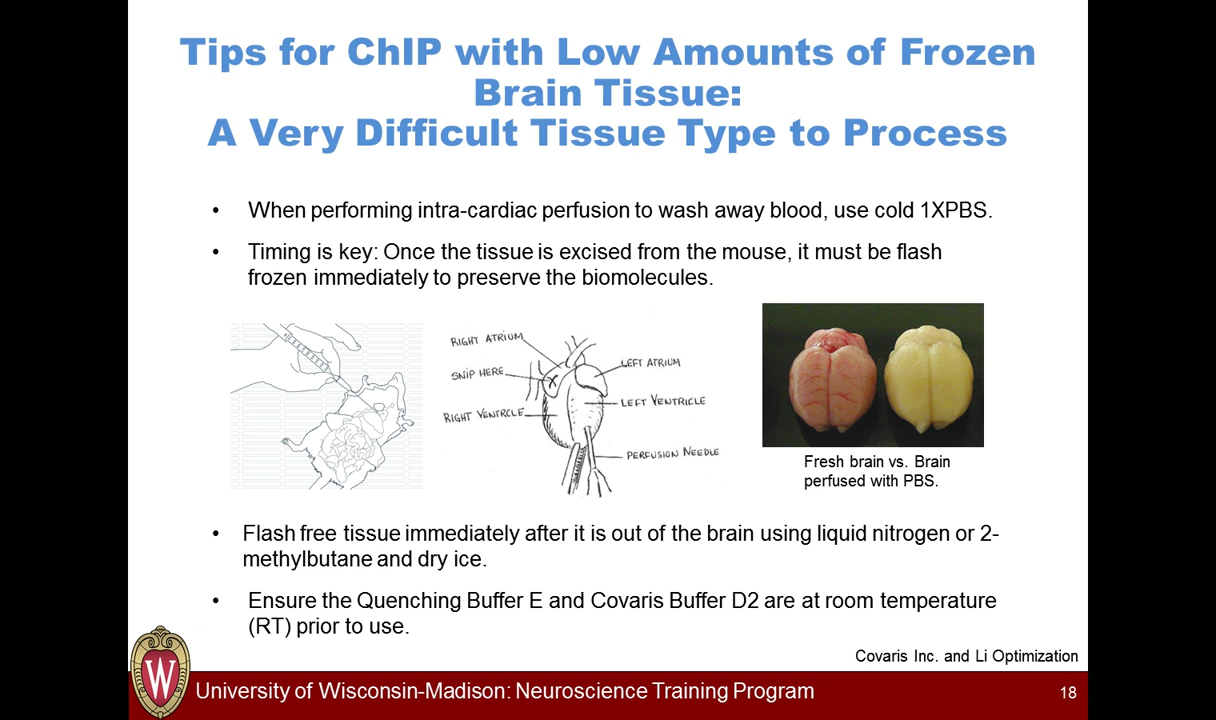 Tips for ChIP with Low Amounts of Frozen
Brain Tissue:
A Very Difficult Tissue Type to Process
• When performing intra-cardiac perfusion to wash away blood, use cold 1XPBS.
• Timing is key: Once the tissue is excised from the mouse, it must be flash
frozen immediately to preserve the biomolecules.
RIGHT ATRIUM
SNIP HERE
RIGHT VENTRCLE
LEFT ATRIUM
LEFT VENTRICLE
PERFUSION NEEDLE
Fresh brain vs. Brain
perfused with PBS.
• Flash free tissue immediately after it is out of the brain using liquid nitrogen or 2-
methylbutane and dry ice.
• Ensure the Quenching Buffer E and Covaris Buffer D2 are at room temperature
(RT) prior to use.
Covaris Inc. and Li Optimization
W
University of Wisconsin-Madison: Neuroscience Training Program
18